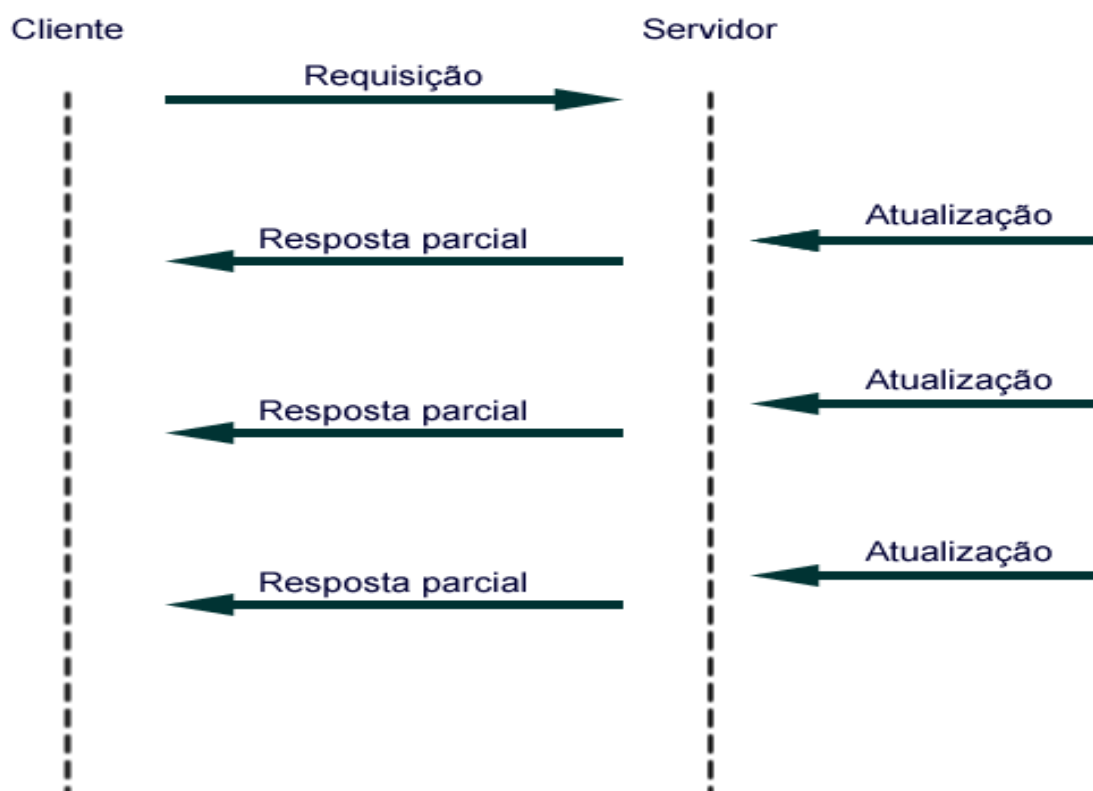 Cliente
Servidor
Requisição
Atualização
Resposta parcial
Atualização
Resposta parcial
Atualização
Resposta parcial